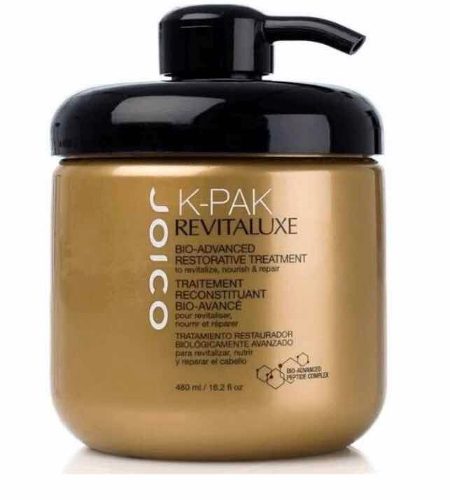 JOICO
K-PAK
REVITALUXE
BIO-ADVANCED
RESTORATIVE TREATMENT
to revitalize, nourish & repair
TRAITEMENT
RECONSTITUANT
BIO-AVANCÉ
pour revitaliser,
nourrir et réparer
TRATAMIENTO RESTAURADOR
BIOLÓGICAMENTE AVANZADO
para revitalizar, nutrir
y reparar el cabello
BIO-ADVANCED
PEPTIDE COMPLEX
480 ml / 16.2 fl oz